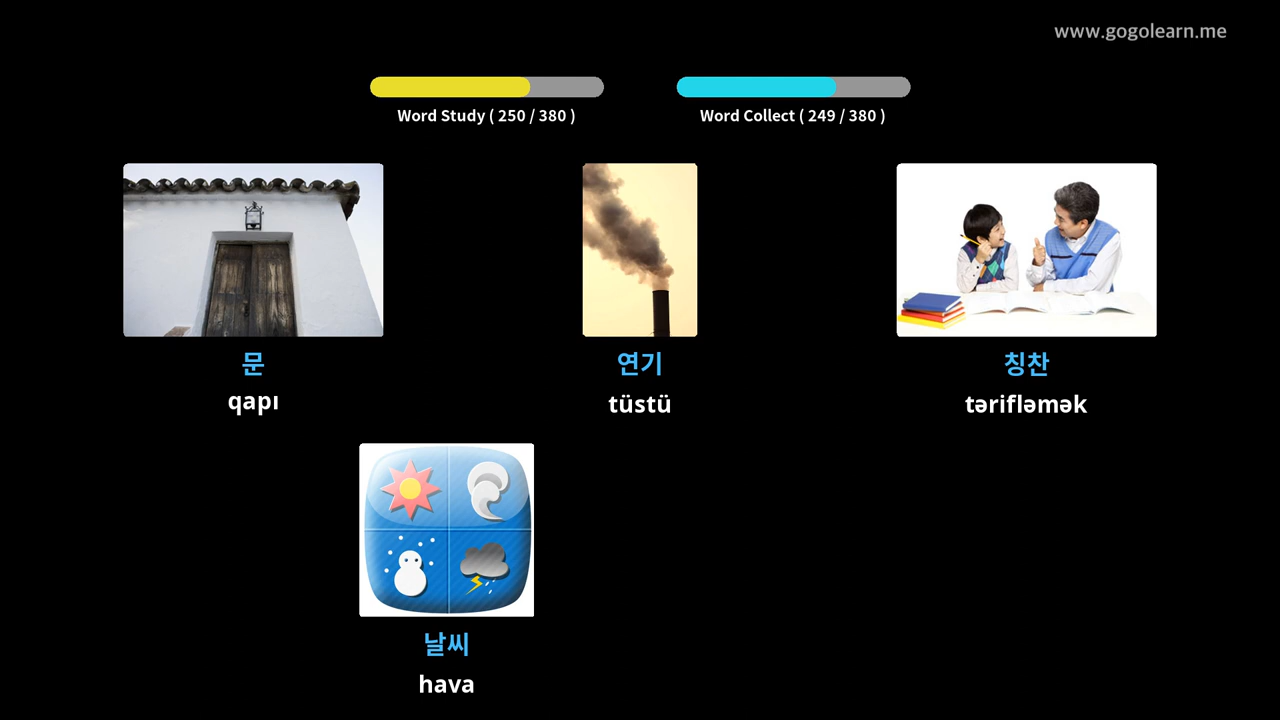 www.gogolearn.me
Word Study ( 250 / 380 )
Word Collect ( 249 / 380 )
문
qapı
연기
tüstü
칭찬
tərifləmək
날씨
hava